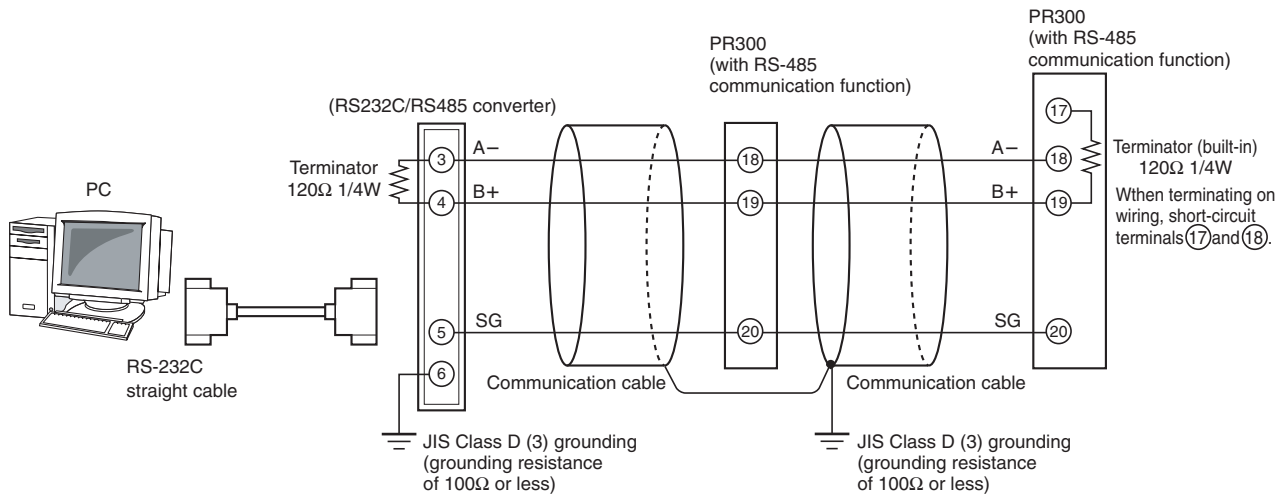 PR300
(with RS-485
communication function)
PR300
(with RS-485
communication function)
(RS232C/RS485 converter)
PC
Terminator
120Ω 1/4W
3
4
5
6
A−
B+
SG
18
19
20
A−
B+
SG
17
18
19
20
Terminator (built-in)
120Ω 1/4W
Wthen terminating on
wiring, short-circuit
terminals 17 and 18.
RS-232C
straight cable
Communication cable
Communication cable
JIS Class D (3) grounding
(grounding resistance
of 100Ω or less)
JIS Class D (3) grounding
(grounding resistance
of 100Ω or less)